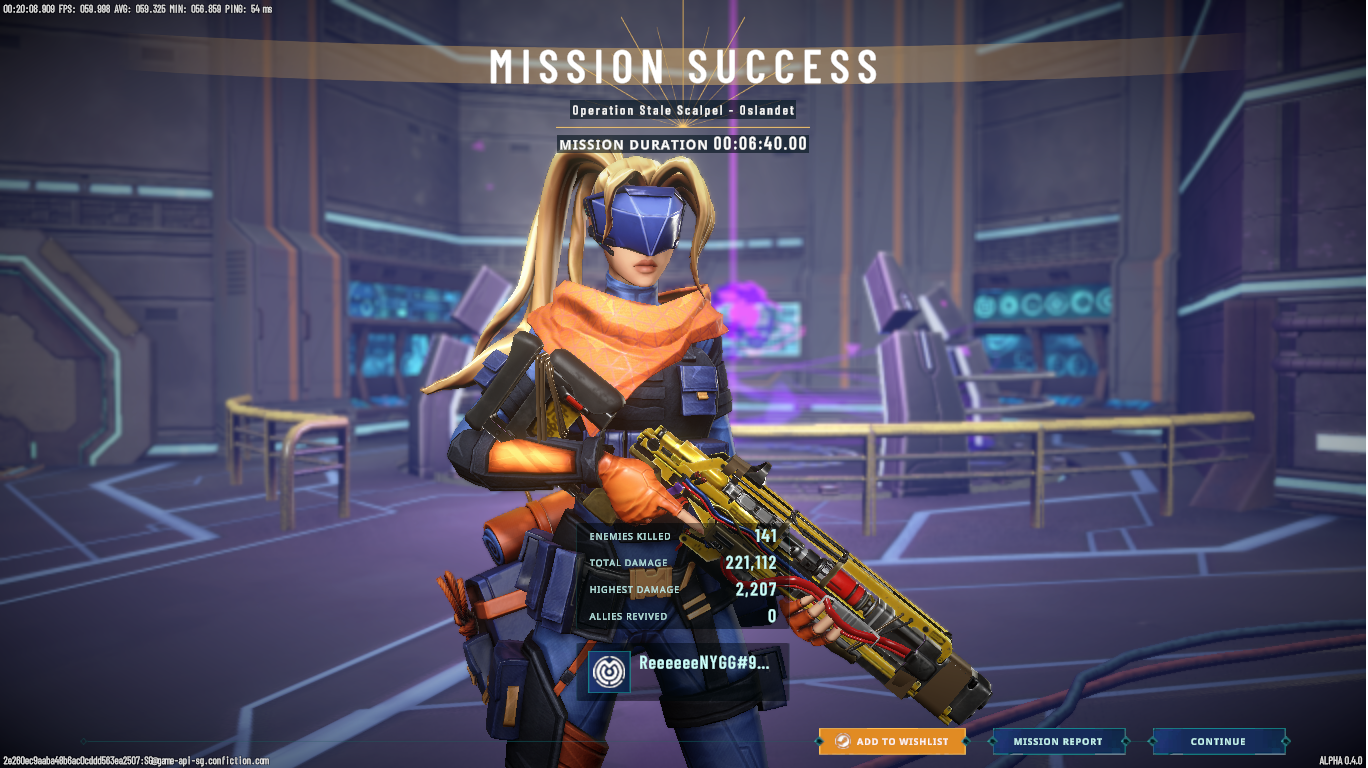 00:20:08.909 FPS: 059.998 AVG: 059.325 MIN: 056.859 PING: 54 ms
MISSION SUCCESS
Operation Stale Scalpel - Oslandet
MISSION DURATION 00:06:40.00
ENEMIES KILLED 141
TOTAL DAMAGE 221,112
HIGHEST DAMAGE 2,207
ALLIES REVIVED 0
ReeeeeeNYGG#9...
ADD TO WISHLIST
MISSION REPORT
CONTINUE
ALPHA 0.4.0